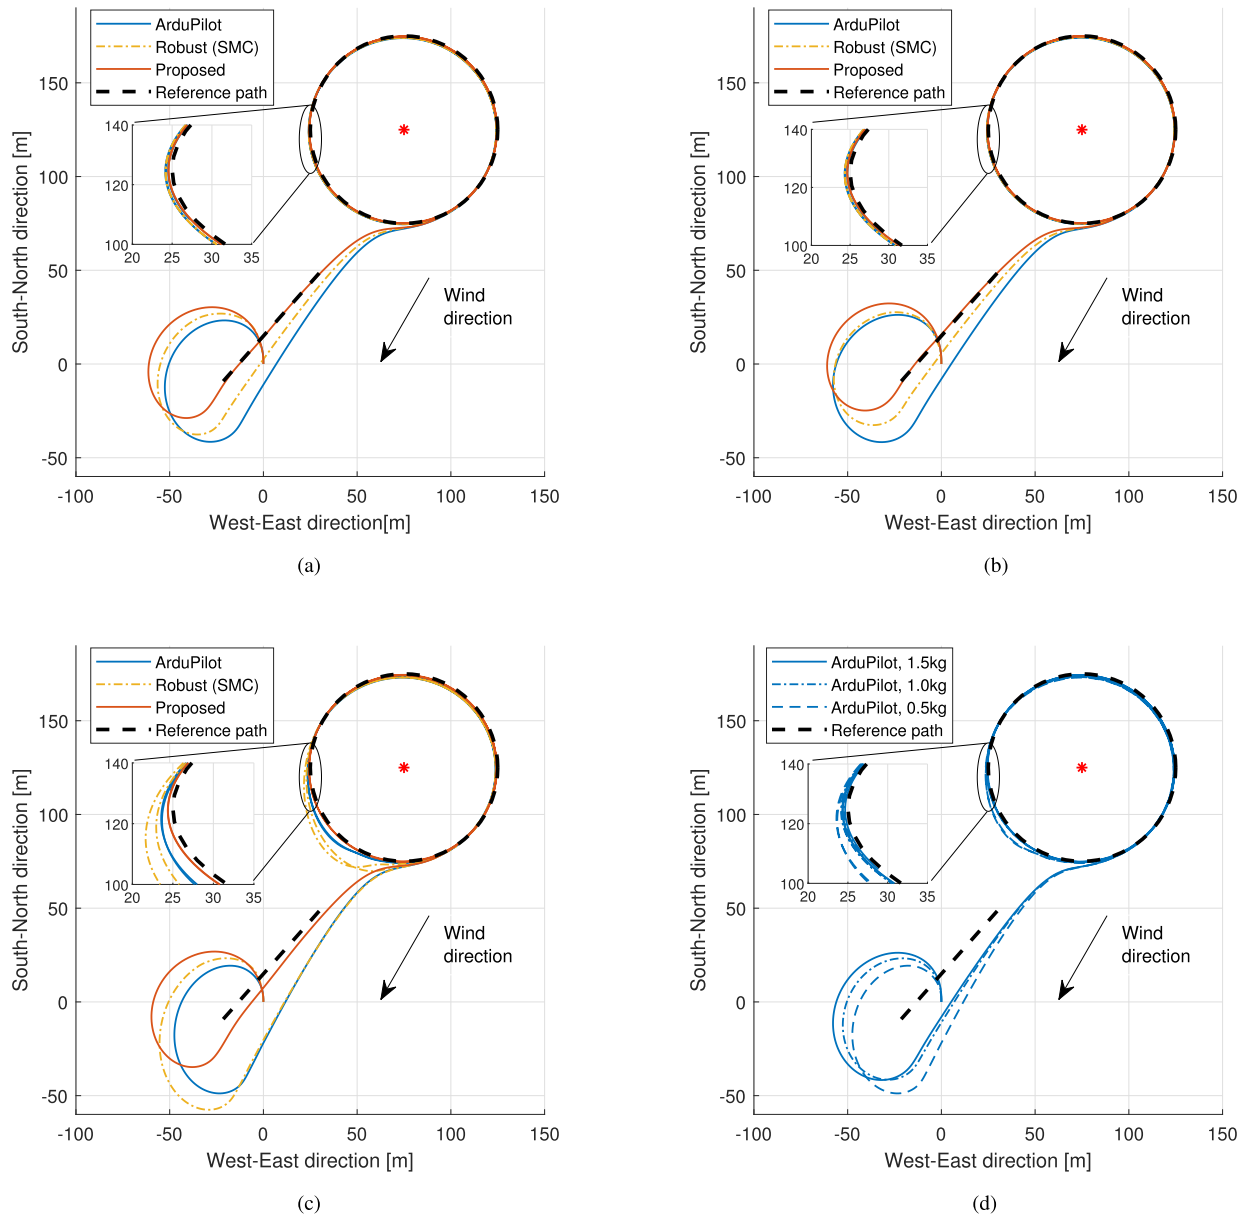 ArduPilot
Robust (SMC)
Proposed
Reference path
140
120
100
20 25 30 35
150
100
50
0
-50
-100 -50 0 50 100 150
South-North direction [m]
West-East direction[m]
Wind
direction
(a)
ArduPilot
Robust (SMC)
Proposed
Reference path
140
120
100
20 25 30 35
150
100
50
0
-50
-100 -50 0 50 100 150
South-North direction [m]
West-East direction [m]
Wind
direction
(b)
ArduPilot
Robust (SMC)
Proposed
Reference path
140
120
100
20 25 30 35
150
100
50
0
-50
-100 -50 0 50 100 150
South-North direction [m]
West-East direction [m]
Wind
direction
(c)
ArduPilot, 1.5kg
ArduPilot, 1.0kg
ArduPilot, 0.5kg
Reference path
140
120
100
20 25 30 35
150
100
50
0
-50
-100 -50 0 50 100 150
South-North direction [m]
West-East direction [m]
Wind
direction
(d)